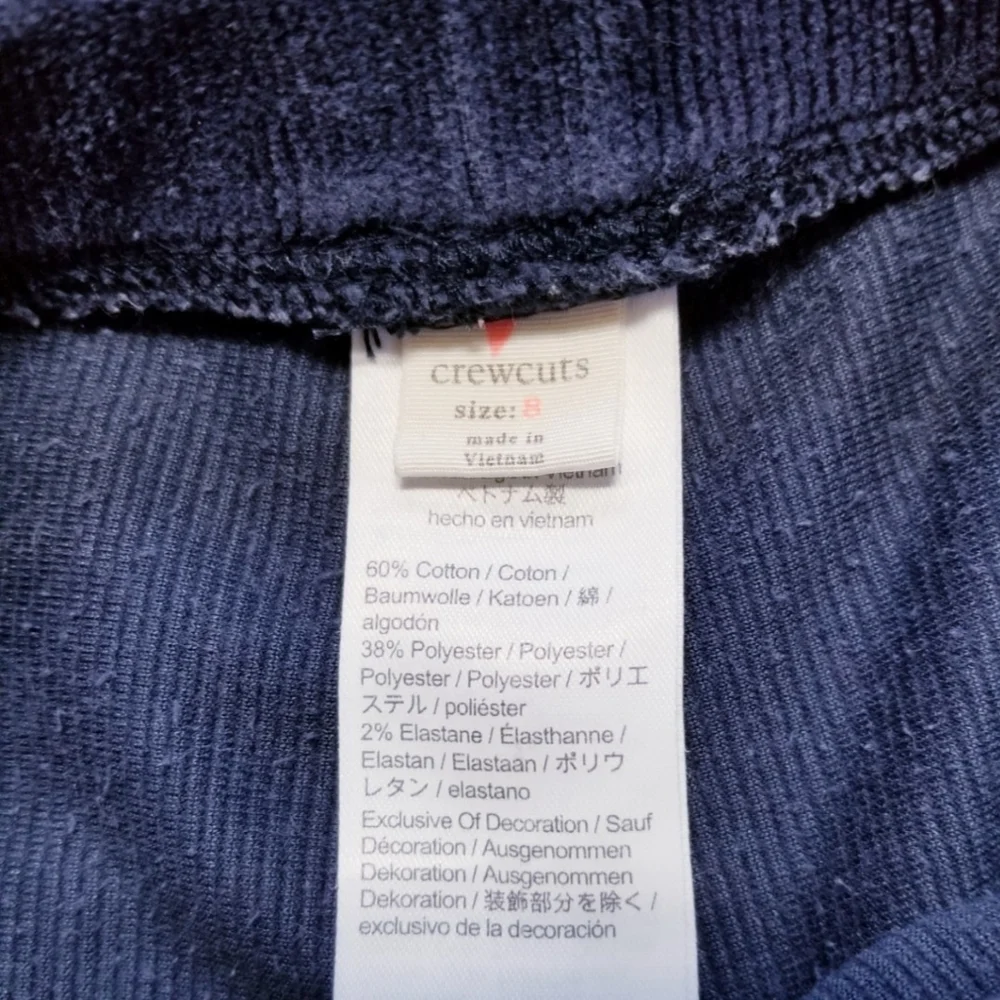 crewcuts
size: 8
made in
Vietnam
ベトナム製
hecho en vietnam
60% Cotton / Coton /
Baumwolle / Katoen / 綿 /
algodón
38% Polyester / Polyester /
Polyester / Polyester / ポリエ
ステル / poliéster
2% Elastane / Élasthanne /
Elastan / Elastaan / ポリウ
レタン / elastano
Exclusive Of Decoration / Sauf
Décoration / Ausgenommen
Dekoration / Ausgenommen
Dekoration / 装飾部分を除く /
exclusivo de la decoración